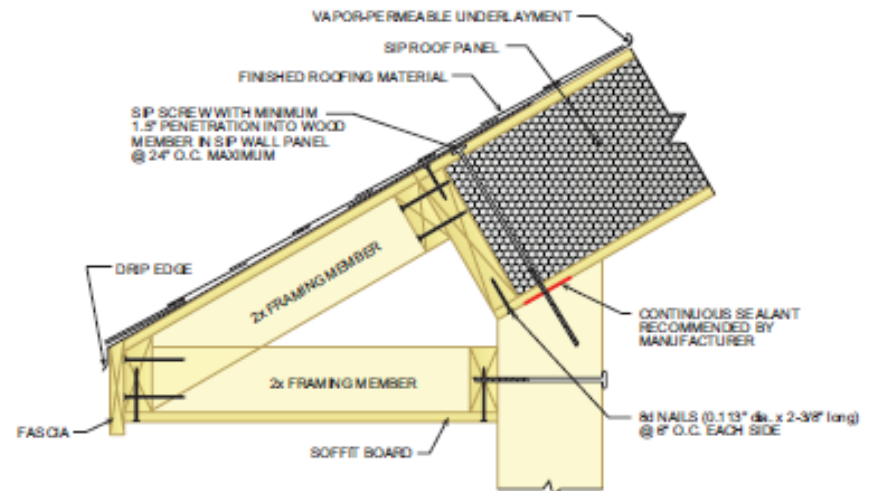 VAPOR-PERMEABLE UNDERLAYMENT
SIP ROOF PANEL
FINISHED ROOFING MATERIAL
SIP SCREW WITH MINIMUM
1.5" PENETRATION INTO WOOD
MEMBER IN SIP WALL PANEL
@ 24" O.C. MAXIMUM
DRIP EDGE
2x FRAMING MEMBER
CONTINUOUS SEALANT
RECOMMENDED BY
MANUFACTURER
2x FRAMING MEMBER
8d NAILS (0.113" dia. x 2-3/8" long)
@ 6" O.C. EACH SIDE
FASCIA
SOFFIT BOARD